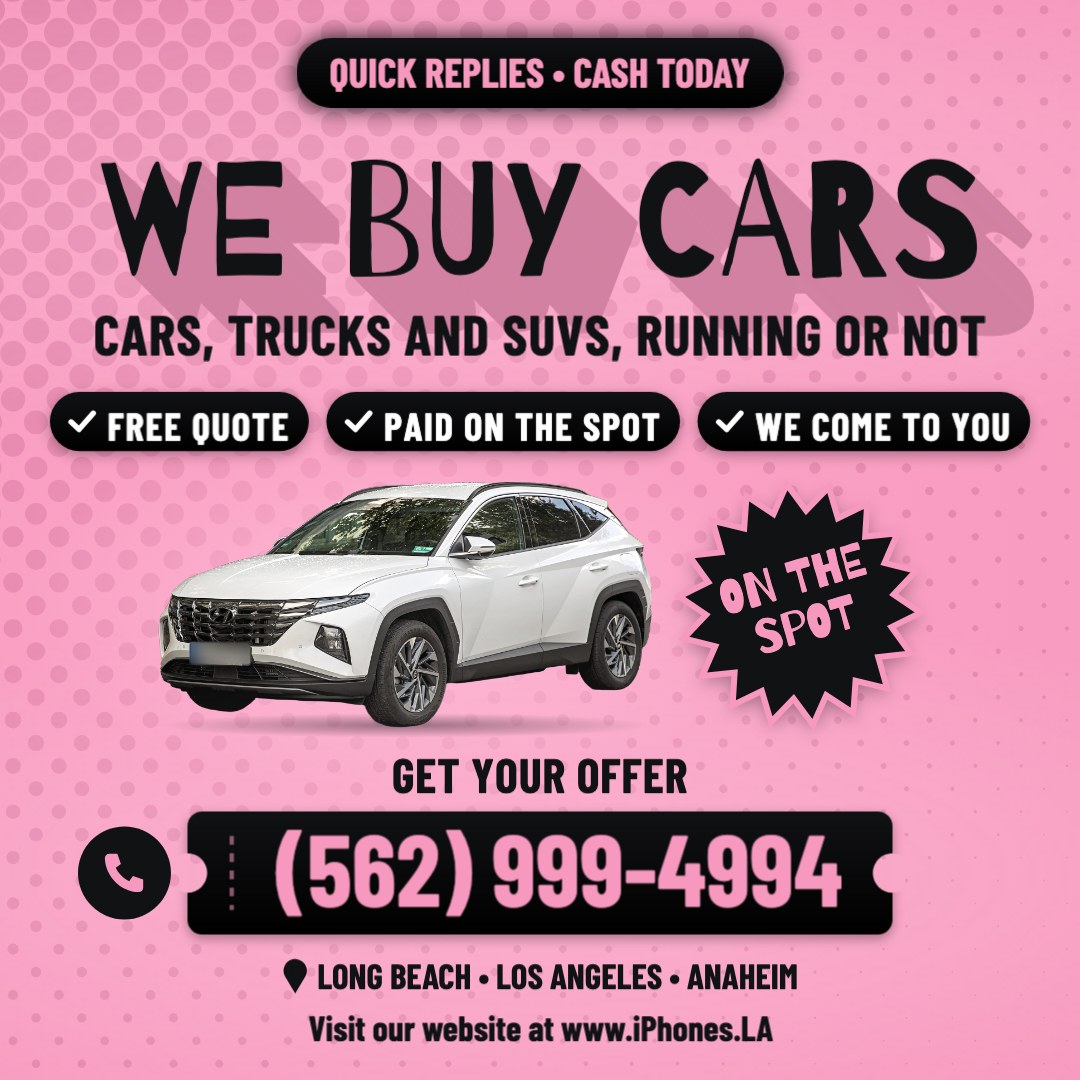 QUICK REPLIES • CASH TODAY
WE BUY CARS
CARS, TRUCKS AND SUVS, RUNNING OR NOT
FREE QUOTE
PAID ON THE SPOT
WE COME TO YOU
ON THE
SPOT
GET YOUR OFFER
(562) 999-4994
LONG BEACH • LOS ANGELES • ANAHEIM
Visit our website at www.iPhones.LA